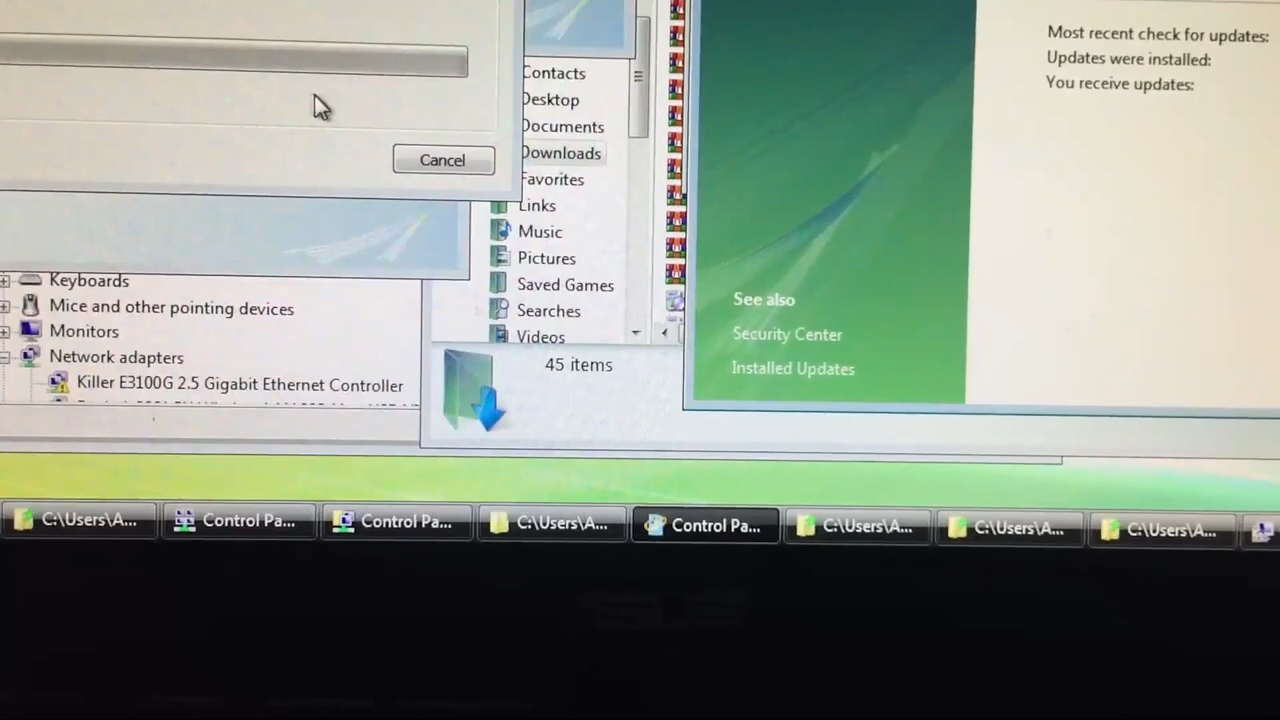 Cancel
Contacts
Desktop
Documents
Downloads
Favorites
Links
Music
Pictures
Saved Games
Searches
Videos
45 items
Keyboards
Mice and other pointing devices
Monitors
Network adapters
Killer E3100G 2.5 Gigabit Ethernet Controller
Most recent check for updates:
Updates were installed:
You receive updates:
See also
Security Center
Installed Updates
C:\Users\A...
Control Pa...
Control Pa...
C:\Users\A...
Control Pa...
C:\Users\A...
C:\Users\A...
C:\Users\A...